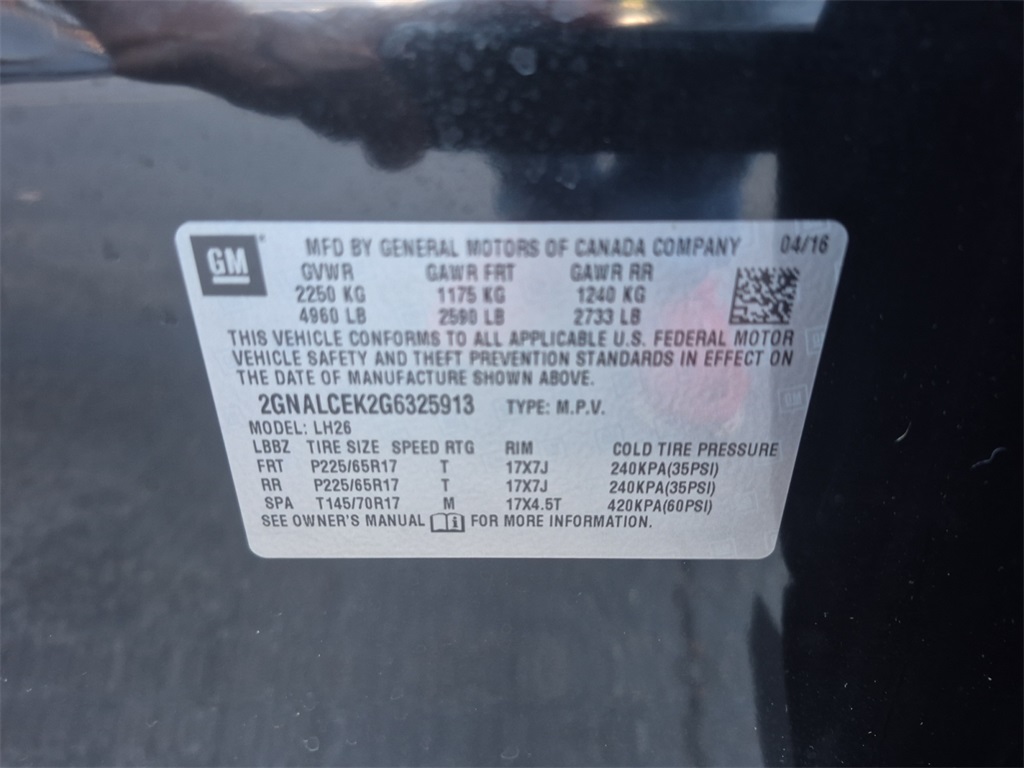 GM MFD BY GENERAL MOTORS OF CANADA COMPANY 04/16
GVWR GAWR FRT GAWR RR
2250 KG 1175 KG 1240 KG
4960 LB 2590 LB 2733 LB
THIS VEHICLE CONFORMS TO ALL APPLICABLE U.S. FEDERAL MOTOR
VEHICLE SAFETY AND THEFT PREVENTION STANDARDS IN EFFECT ON
THE DATE OF MANUFACTURE SHOWN ABOVE.
2GNALCEK2G6325913 TYPE: M.P.V.
MODEL: LH26
LBBZ TIRE SIZE SPEED RTG RIM COLD TIRE PRESSURE
FRT P225/65R17 T 17X7J 240KPA(35PSI)
RR P225/65R17 T 17X7J 240KPA(35PSI)
SPA T145/70R17 M 17X4.5T 420KPA(60PSI)
SEE OWNER'S MANUAL i FOR MORE INFORMATION.